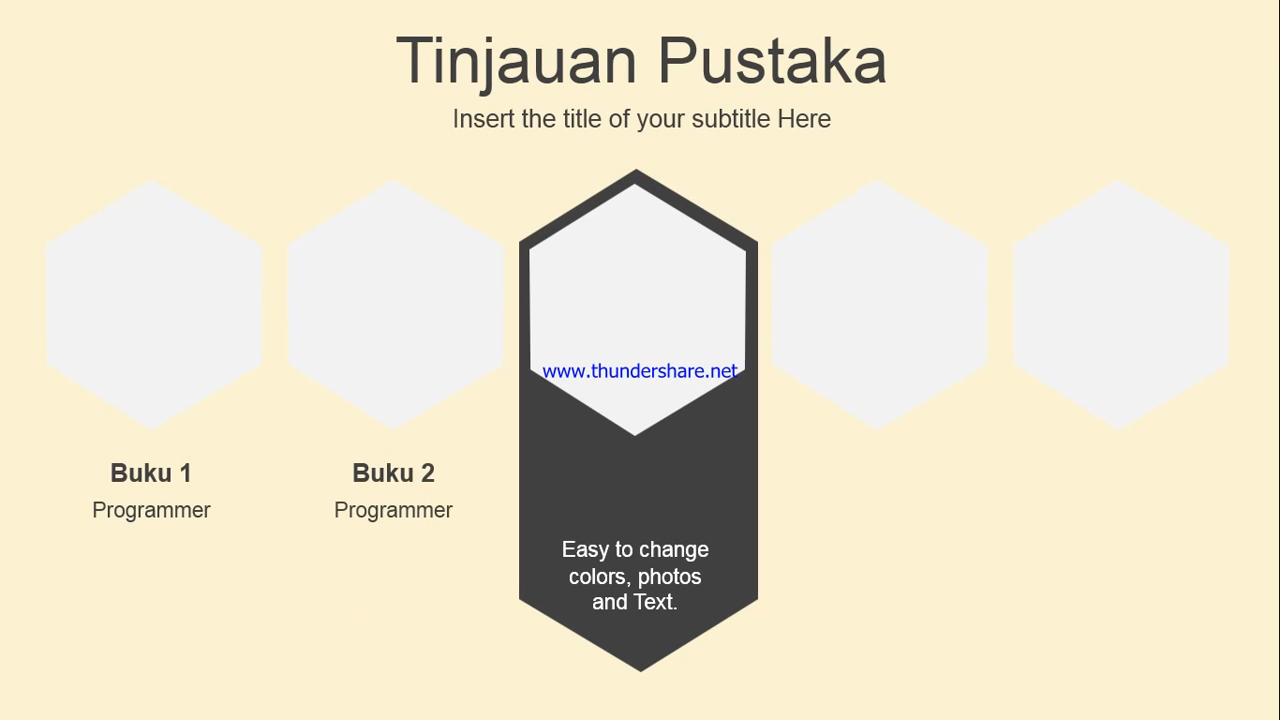 Tinjauan Pustaka
Insert the title of your subtitle Here
www.thundershare.net
Buku 1
Programmer
Buku 2
Programmer
Easy to change
colors, photos
and Text.